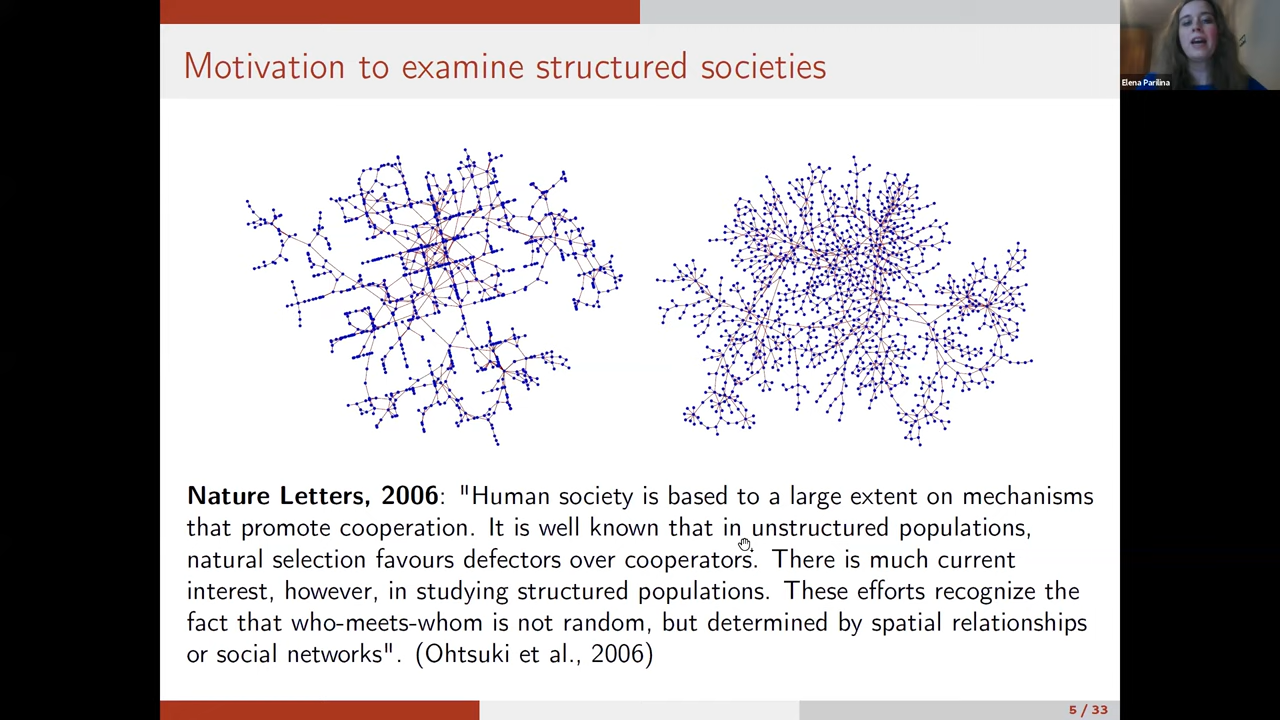 Motivation to examine structured societies
Elena Parilina
Nature Letters, 2006: "Human society is based to a large extent on mechanisms
that promote cooperation. It is well known that in unstructured populations,
natural selection favours defectors over cooperators. There is much current
interest, however, in studying structured populations. These efforts recognize the
fact that who-meets-whom is not random, but determined by spatial relationships
or social networks". (Ohtsuki et al., 2006)
5 / 33